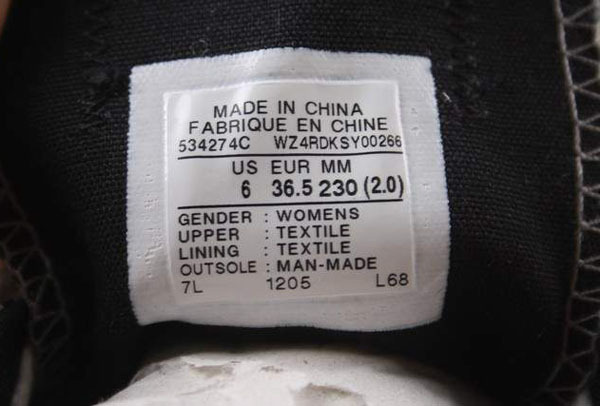 MADE IN CHINA
FABRIQUE EN CHINE
534274C WZ4RDKSY00266
US EUR MM
6 36.5 230 (2.0)
GENDER : WOMENS
UPPER : TEXTILE
LINING : TEXTILE
OUTSOLE : MAN-MADE
7L 1205 L68